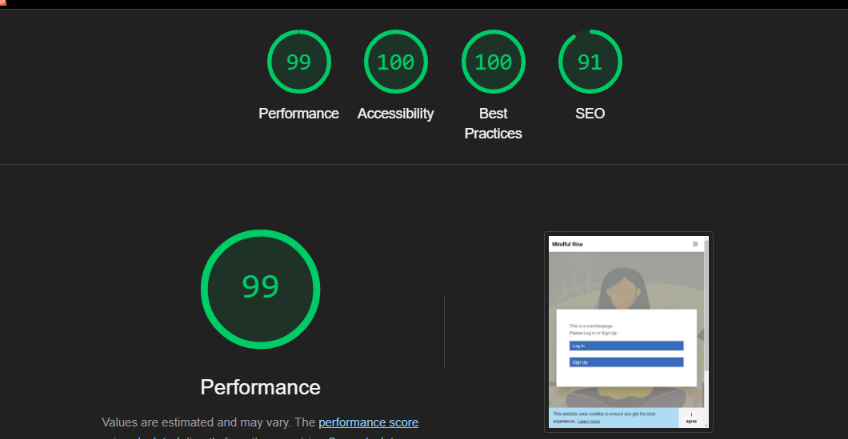 99
100
100
91
Performance
Accessibility
Best
Practices
SEO
99
Performance
Values are estimated and may vary. The performance score
Mindful Rise
This is a memberpage.
Please Log In or Sign Up.
Log In
Sign Up
This website uses cookies to ensure you get the best
experience. Learn more
I
agree